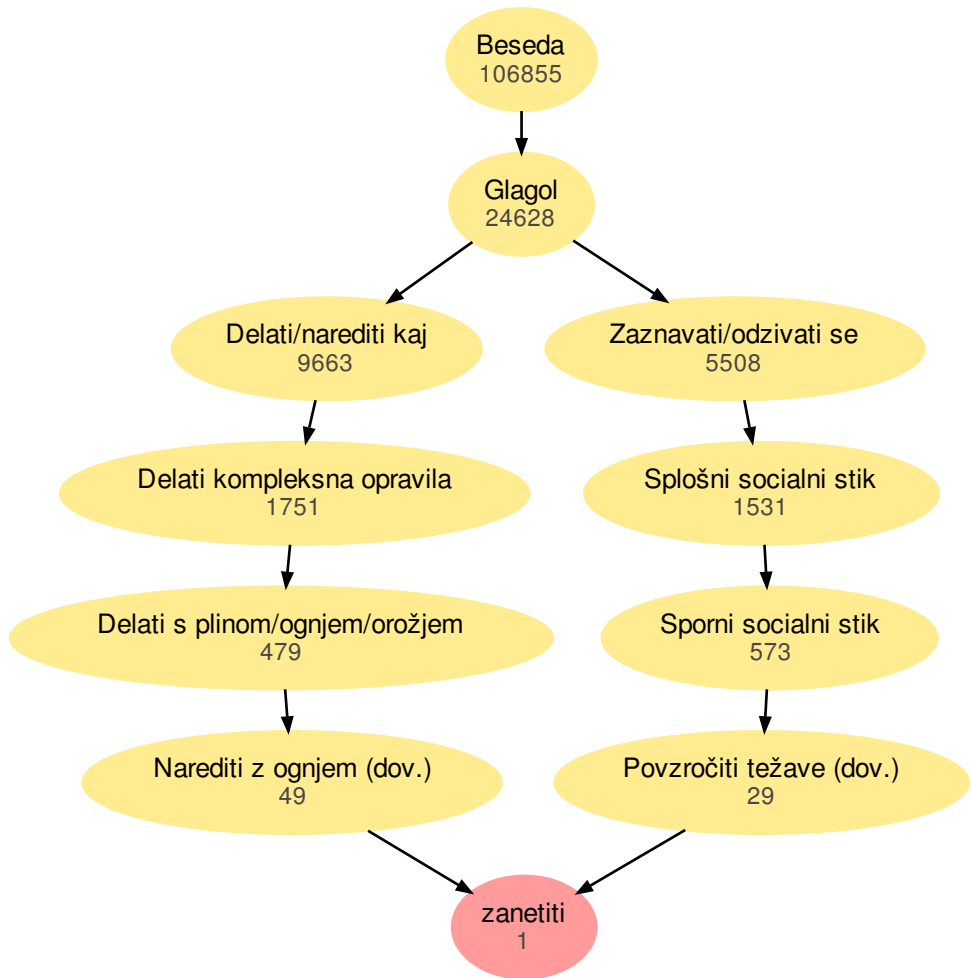 Beseda
106855
Glagol
24628
Delati/narediti kaj
9663
Zaznavati/odzivati se
5508
Delati kompleksna opravila
1751
Splošni socialni stik
1531
Delati s plinom/ognjem/orožjem
479
Sporni socialni stik
573
Narediti z ognjem (dov.)
49
Povzročiti težave (dov.)
29
zanetiti
1